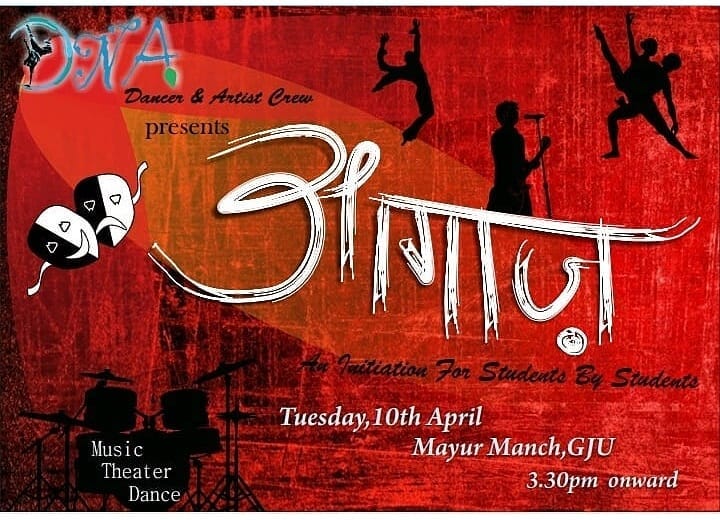 DNA
Dancer & Artist Crew
presents
आगाज़
An Initiation For Students By Students
Tuesday,10th April
Mayur Manch,GJU
3.30pm onward
Music
Theater
Dance